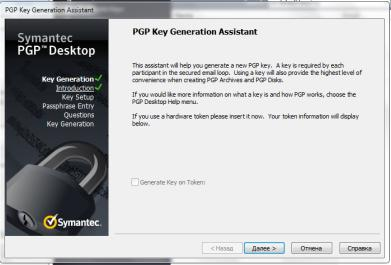 PGP Key Generation Assistant
Symantec
PGP™ Desktop
Key Generation
Introduction
Key Setup
Passphrase Entry
Questions
Key Generation
Symantec.
PGP Key Generation Assistant
This assistant will help you generate a new PGP key. A key is required by each
participant in the secured email loop. Using a key will also provide the highest level of
convenience when creating PGP Archives and PGP Disks.
If you would like more information on what a key is and how PGP works, choose the
PGP Desktop Help menu.
If you use a hardware token please insert it now. Your token information will display
below.
Generate Key on Token:
< Назад Далее > Отмена Справка